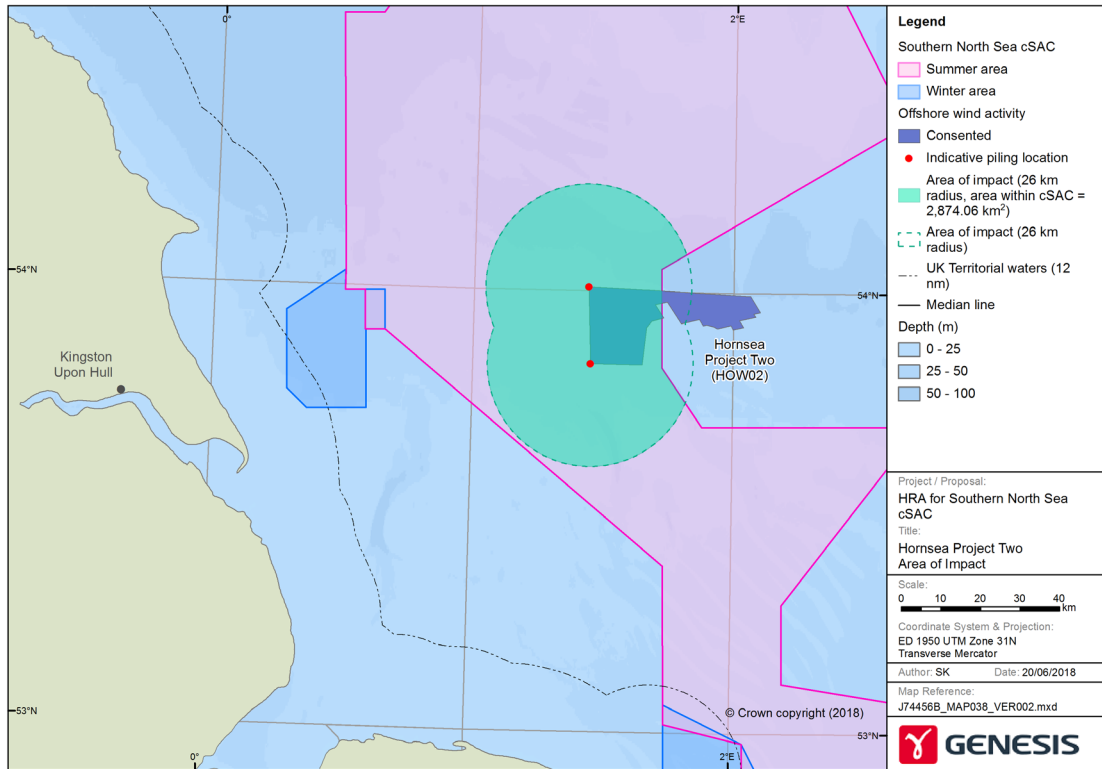 0°
2°E
54°N
54°N
Kingston
Upon Hull
Hornsea
Project Two
(HOW02)
53°N
53°N
© Crown copyright (2018)
0°
2°E
Legend
Southern North Sea cSAC
Summer area
Winter area
Offshore wind activity
Consented
Indicative piling location
Area of impact (26 km
radius, area within cSAC =
2,874.06 km²)
Area of impact (26 km
radius)
UK Territorial waters (12
nm)
Median line
Depth (m)
0 - 25
25 - 50
50 - 100
Project / Proposal:
HRA for Southern North Sea
cSAC
Title:
Hornsea Project Two
Area of Impact
Scale:
0 10 20 30 40
km
Coordinate System & Projection:
ED 1950 UTM Zone 31N
Transverse Mercator
Author: SK Date: 20/06/2018
Map Reference:
J74456B_MAP038_VER002.mxd
GENESIS